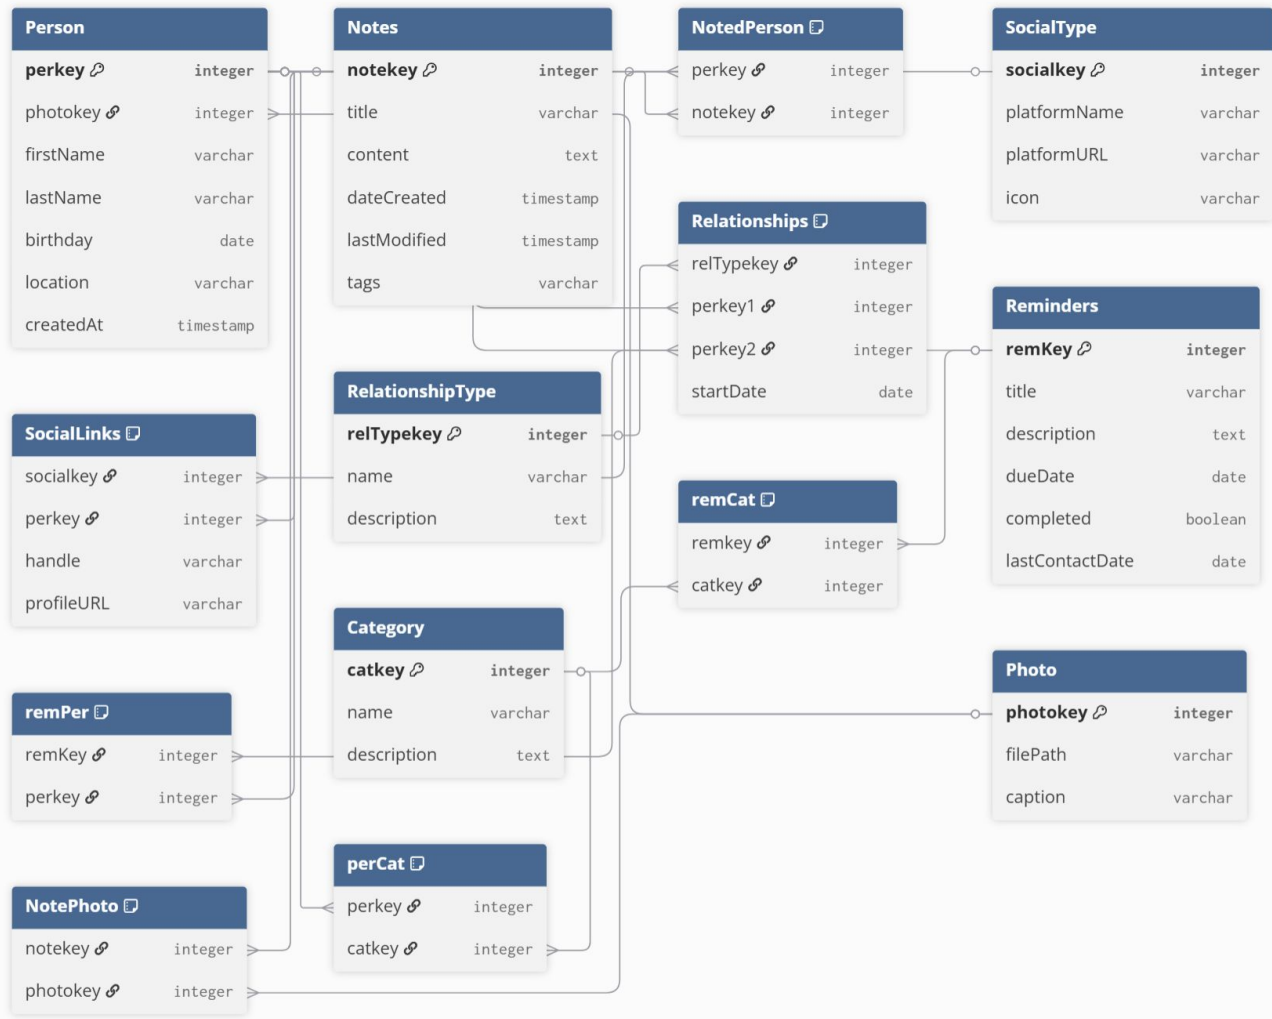 Person
perkey integer
photokey integer
firstName varchar
lastName varchar
birthday date
location varchar
createdAt timestamp
Notes
notekey integer
title varchar
content text
dateCreated timestamp
lastModified timestamp
tags varchar
NotedPerson
perkey integer
notekey integer
SocialType
socialkey integer
platformName varchar
platformURL varchar
icon varchar
Relationships
relTypekey integer
perkey1 integer
perkey2 integer
startDate date
Reminders
remKey integer
title varchar
description text
dueDate date
completed boolean
lastContactDate date
RelationshipType
relTypekey integer
name varchar
description text
SocialLinks
socialkey integer
perkey integer
handle varchar
profileURL varchar
remCat
remkey integer
catkey integer
Category
catkey integer
name varchar
description text
Photo
photokey integer
filePath varchar
caption varchar
remPer
remKey integer
perkey integer
perCat
perkey integer
catkey integer
NotePhoto
notekey integer
photokey integer